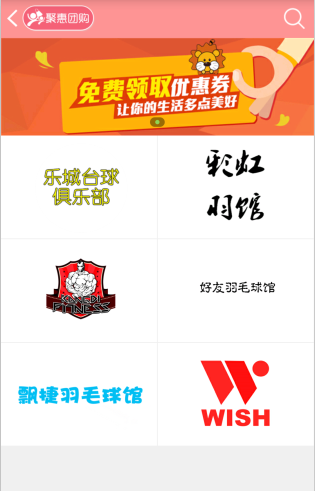 聚惠团购
免费领取优惠券
让你的生活多点美好
乐城台球
俱乐部
彩虹
羽馆
FITNESS
好友羽毛球馆
飘捷羽毛球馆
WISH